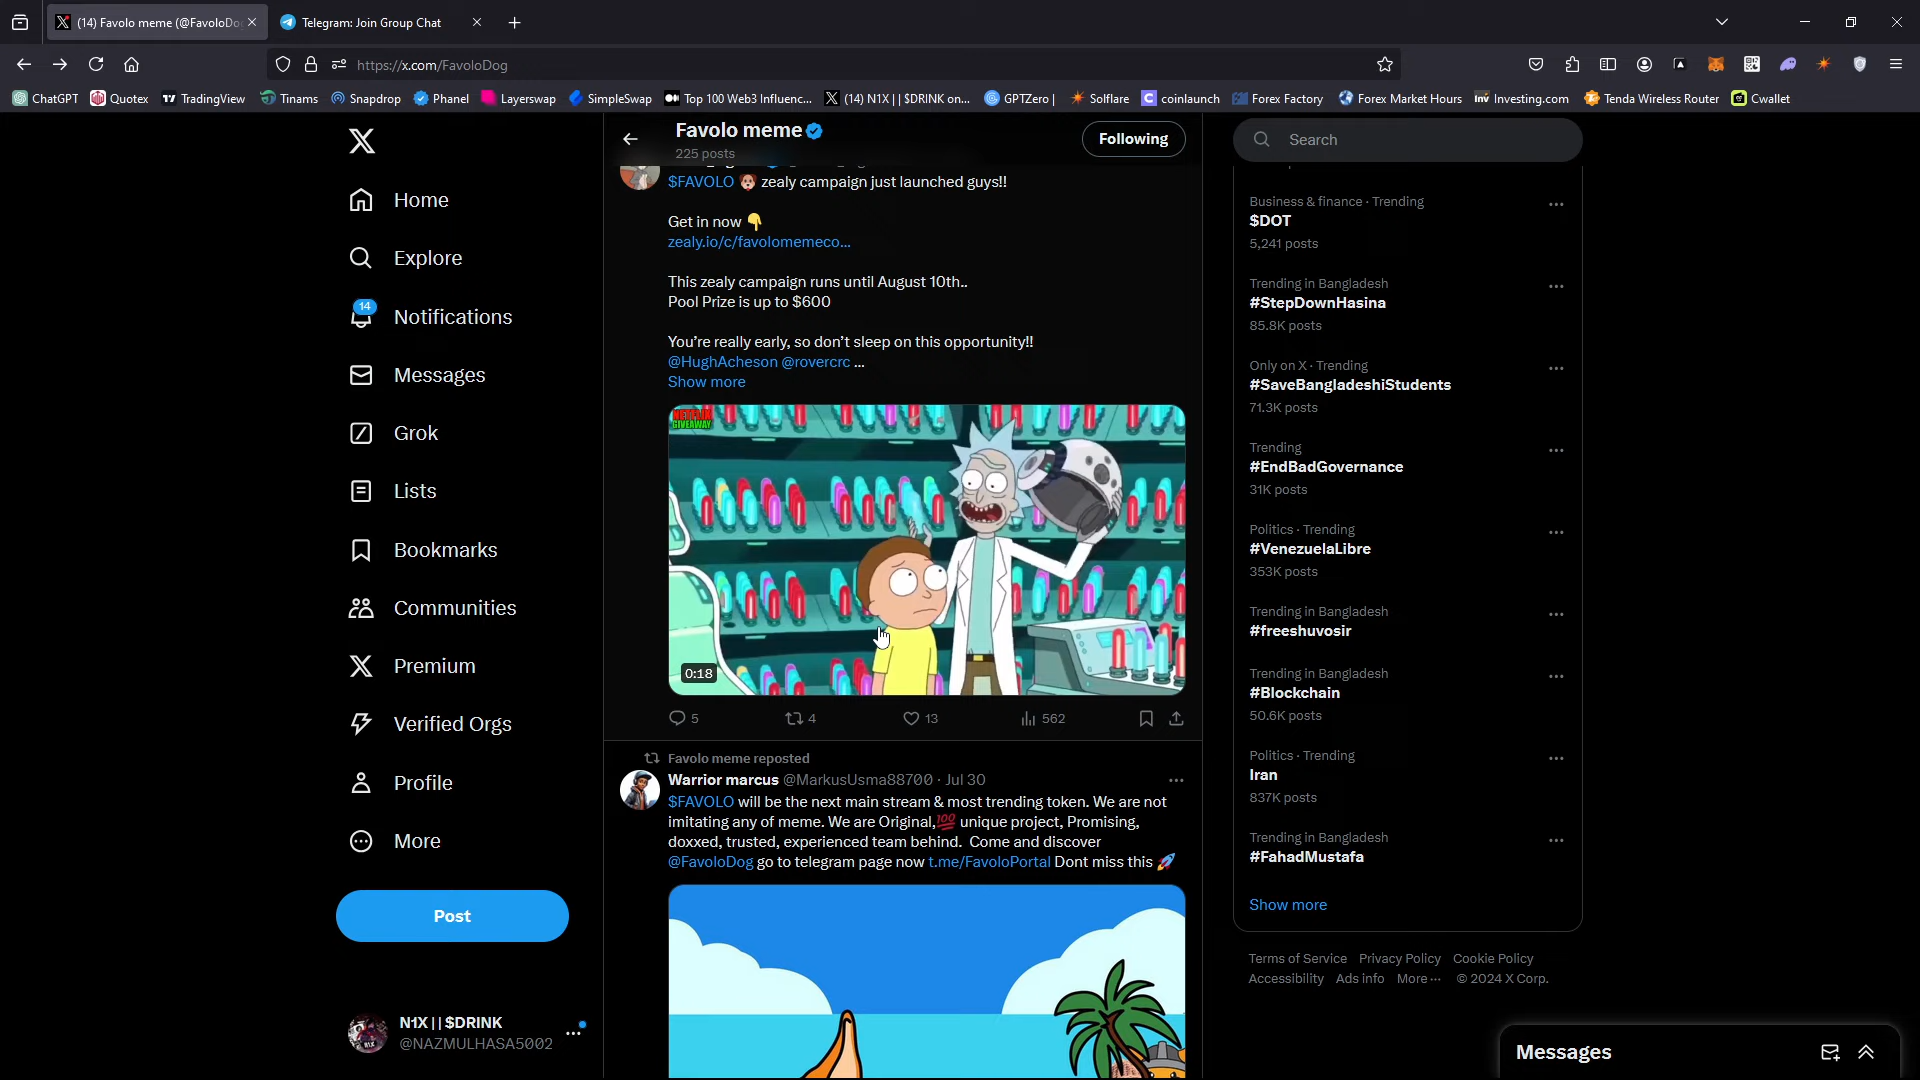 (14) Favolo meme (@FavoloDo
Telegram: Join Group Chat
https://x.com/FavoloDog
ChatGPT
Quotex
TradingView
Tinams
Snapdrop
Phanel
Layerswap
SimpleSwap
Top 100 Web3 Influenc...
(14) N1X || $DRINK on...
GPTZero |
Solflare
coinlaunch
Forex Factory
Forex Market Hours
Inv Investing.com
Tenda Wireless Router
Cwallet
Home
Explore
14
Notifications
Messages
Grok
Lists
Bookmarks
Communities
Premium
Verified Orgs
Profile
More
Post
N1X || $DRINK
@NAZMULHASA5002
Favolo meme
225 posts
Following
$FAVOLO 🐶 zealy campaign just launched guys!!
Get in now 👇
zealy.io/c/favolomemeco...
This zealy campaign runs until August 10th..
Pool Prize is up to $600
You're really early, so don't sleep on this opportunity!!
@HughAcheson @rovercrc ...
Show more
NETFLIX
GIVEAWAY
0:18
5
4
13
562
Favolo meme reposted
Warrior marcus @MarkusUsma88700 · Jul 30
$FAVOLO will be the next main stream & most trending token. We are not
imitating any of meme. We are Original,💯 unique project, Promising,
doxxed, trusted, experienced team behind. Come and discover
@FavoloDog go to telegram page now t.me/FavoloPortal Dont miss this 🚀
Search
Business & finance · Trending
$DOT
5,241 posts
Trending in Bangladesh
#StepDownHasina
85.8K posts
Only on X · Trending
#SaveBangladeshiStudents
71.3K posts
Trending
#EndBadGovernance
31K posts
Politics · Trending
#VenezuelaLibre
353K posts
Trending in Bangladesh
#freeshuvosir
Trending in Bangladesh
#Blockchain
50.6K posts
Politics · Trending
Iran
837K posts
Trending in Bangladesh
#FahadMustafa
Show more
Terms of Service Privacy Policy Cookie Policy
Accessibility Ads info More ··· © 2024 X Corp.
Messages